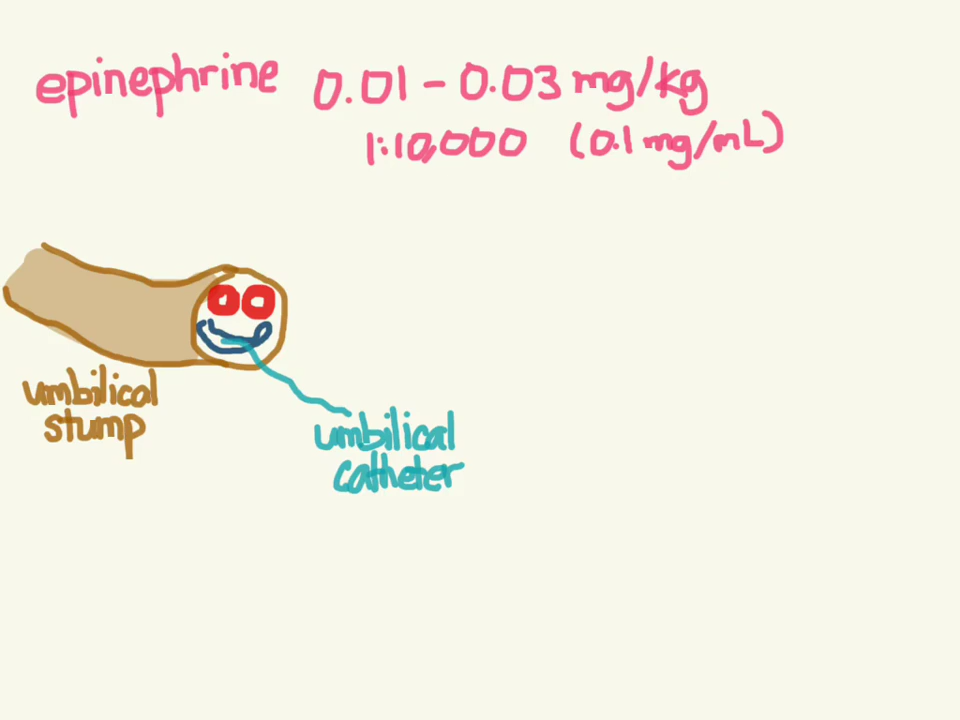 epinephrine 0.01 - 0.03 mg/kg
1:10,000 (0.1 mg/mL)
umbilical
stump
umbilical
catheter